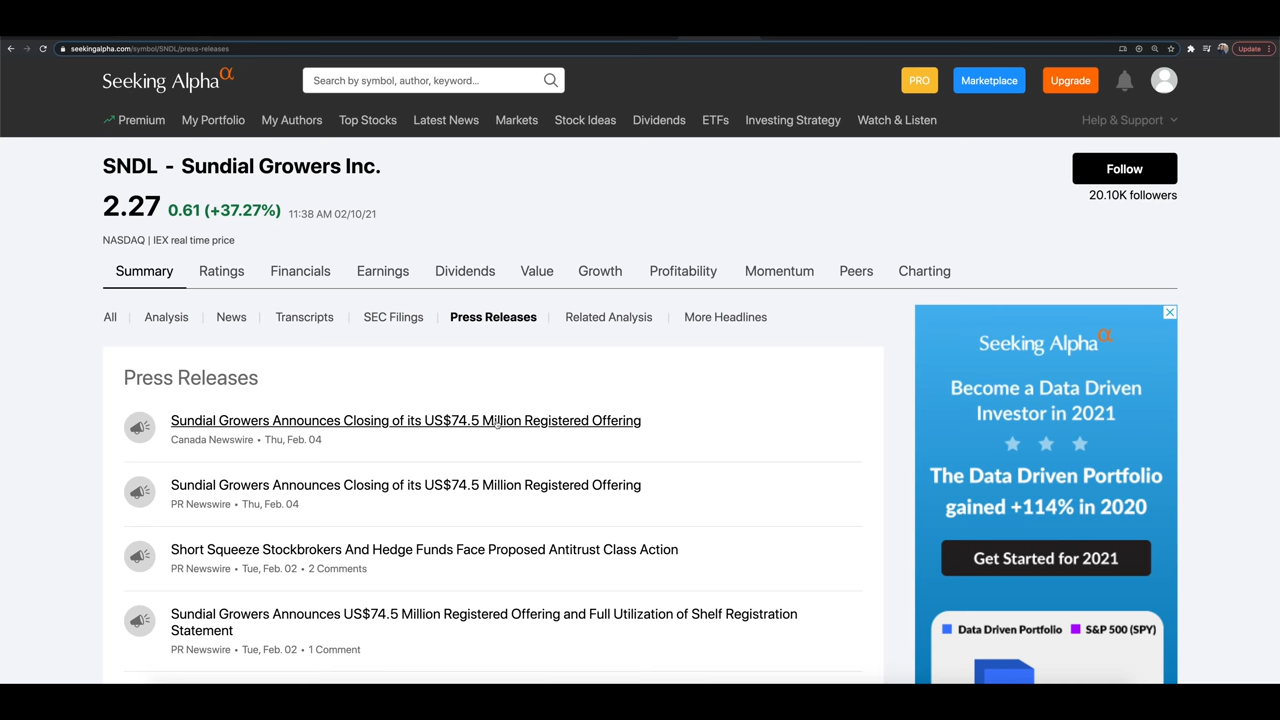 seekingalpha.com/symbol/SNDL/press-releases
Update
Seeking Alpha α
Search by symbol, author, keyword...
PRO
Marketplace
Upgrade
Premium My Portfolio My Authors Top Stocks Latest News Markets Stock Ideas Dividends ETFs Investing Strategy Watch & Listen Help & Support
SNDL - Sundial Growers Inc.
Follow
2.27 0.61 (+37.27%) 11:38 AM 02/10/21
20.10K followers
NASDAQ | IEX real time price
Summary Ratings Financials Earnings Dividends Value Growth Profitability Momentum Peers Charting
All | Analysis | News | Transcripts | SEC Filings | Press Releases | Related Analysis | More Headlines
Press Releases
Sundial Growers Announces Closing of its US$74.5 Million Registered Offering
Canada Newswire • Thu, Feb. 04
Sundial Growers Announces Closing of its US$74.5 Million Registered Offering
PR Newswire • Thu, Feb. 04
Short Squeeze Stockbrokers And Hedge Funds Face Proposed Antitrust Class Action
PR Newswire • Tue, Feb. 02 • 2 Comments
Sundial Growers Announces US$74.5 Million Registered Offering and Full Utilization of Shelf Registration
Statement
PR Newswire • Tue, Feb. 02 • 1 Comment
Seeking Alpha α
Become a Data Driven
Investor in 2021
The Data Driven Portfolio
gained +114% in 2020
Get Started for 2021
Data Driven Portfolio S&P 500 (SPY)